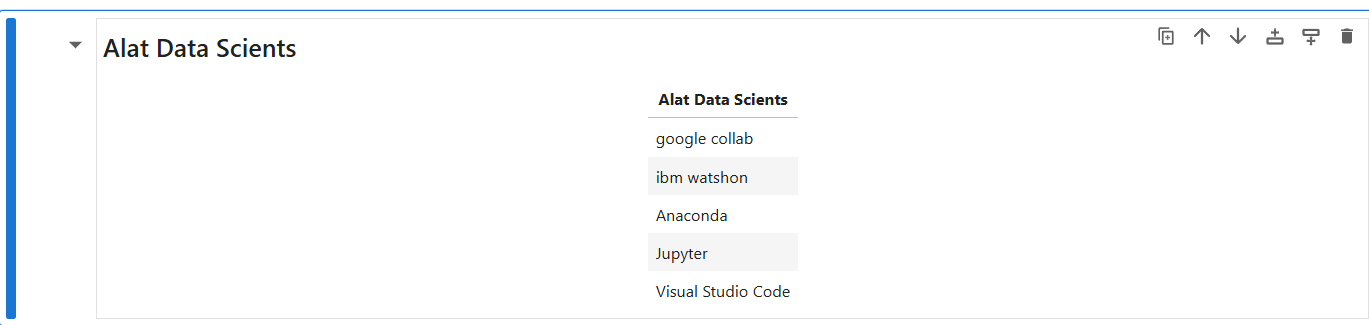 Alat Data Scients
Alat Data Scients
google collab
ibm watshon
Anaconda
Jupyter
Visual Studio Code